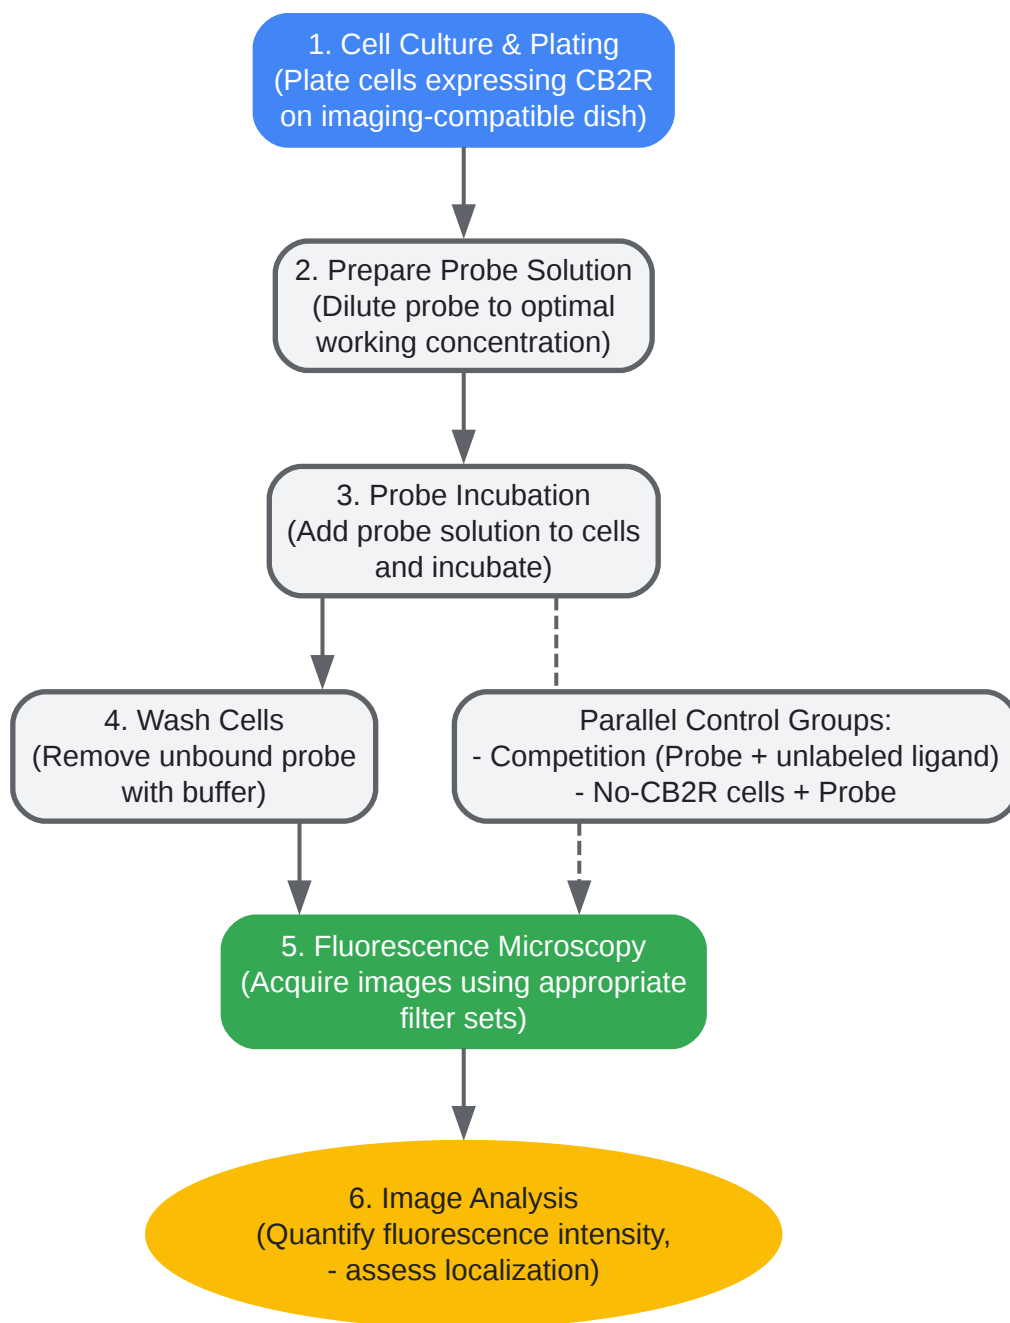 1. Cell Culture & Plating
(Plate cells expressing CB2R
on imaging-compatible dish)
2. Prepare Probe Solution
(Dilute probe to optimal
working concentration)
3. Probe Incubation
(Add probe solution to cells
and incubate)
4. Wash Cells
(Remove unbound probe
with buffer)
Parallel Control Groups:
- Competition (Probe + unlabeled ligand)
- No-CB2R cells + Probe
5. Fluorescence Microscopy
(Acquire images using appropriate
filter sets)
6. Image Analysis
(Quantify fluorescence intensity,
- assess localization)